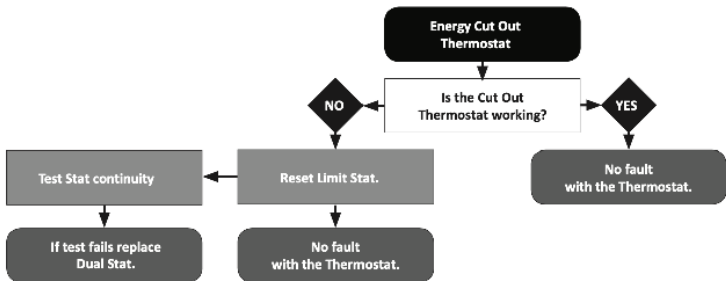 Energy Cut Out
Thermostat
Is the Cut Out
Thermostat working?
NO
YES
Test Stat continuity
Reset Limit Stat.
No fault
with the Thermostat.
If test fails replace
Dual Stat.
No fault
with the Thermostat.